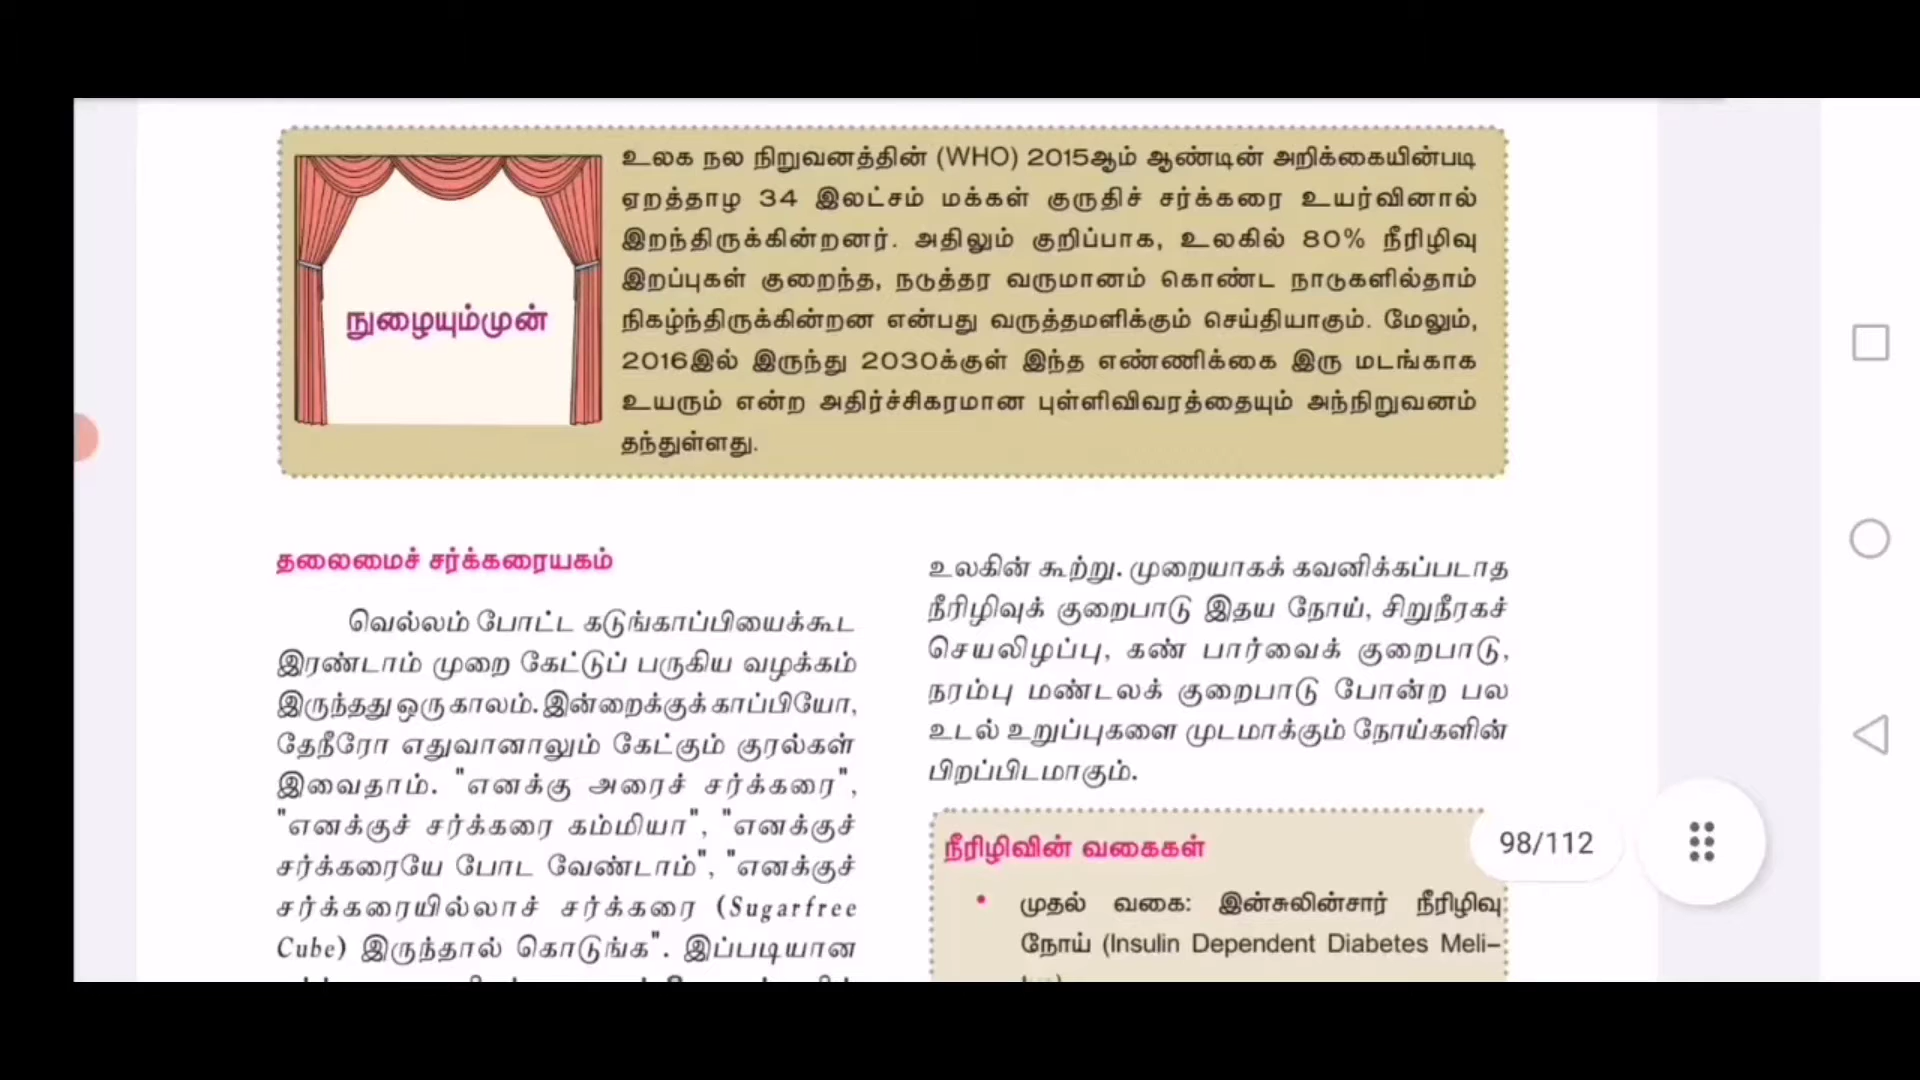 நுழையும்முன்
உலக நல நிறுவனத்தின் (WHO) 2015ஆம் ஆண்டின் அறிக்கையின்படி
ஏறத்தாழ 34 இலட்சம் மக்கள் குருதிச் சர்க்கரை உயர்வினால்
இறந்திருக்கின்றனர். அதிலும் குறிப்பாக, உலகில் 80% நீரிழிவு
இறப்புகள் குறைந்த, நடுத்தர வருமானம் கொண்ட நாடுகளில்தாம்
நிகழ்ந்திருக்கின்றன என்பது வருத்தமளிக்கும் செய்தியாகும். மேலும்,
2016இல் இருந்து 2030க்குள் இந்த எண்ணிக்கை இரு மடங்காக
உயரும் என்ற அதிர்ச்சிகரமான புள்ளிவிவரத்தையும் அந்நிறுவனம்
தந்துள்ளது.
தலைமைச் சர்க்கரையகம்
வெல்லம் போட்ட கடுங்காப்பியைக்கூட
இரண்டாம் முறை கேட்டுப் பருகிய வழக்கம்
இருந்தது ஒரு காலம். இன்றைக்குக் காப்பியோ,
தேநீரோ எதுவானாலும் கேட்கும் குரல்கள்
இவைதாம். "எனக்கு அரைச் சர்க்கரை",
"எனக்குச் சர்க்கரை கம்மியா", "எனக்குச்
சர்க்கரையே போட வேண்டாம்", "எனக்குச்
சர்க்கரையில்லாச் சர்க்கரை (Sugarfree
Cube) இருந்தால் கொடுங்க". இப்படியான
உலகின் கூற்று. முறையாகக் கவனிக்கப்படாத
நீரிழிவுக் குறைபாடு இதய நோய், சிறுநீரகச்
செயலிழப்பு, கண் பார்வைக் குறைபாடு,
நரம்பு மண்டலக் குறைபாடு போன்ற பல
உடல் உறுப்புகளை முடமாக்கும் நோய்களின்
பிறப்பிடமாகும்.
நீரிழிவின் வகைகள்
• முதல் வகை: இன்சுலின்சார் நீரிழிவு
நோய் (Insulin Dependent Diabetes Meli–
98/112